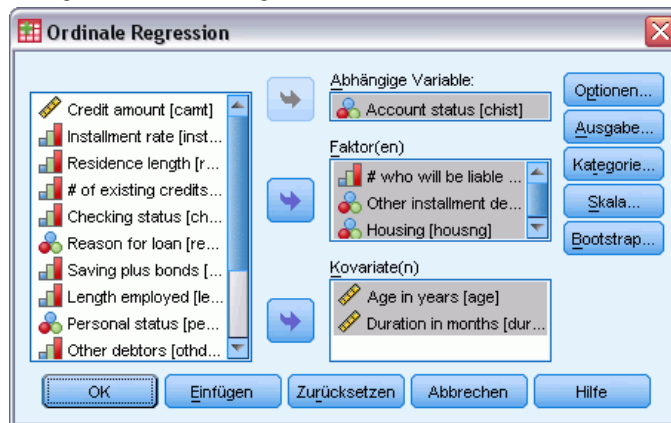 Ordinale Regression
Credit amount [camt]
Installment rate [inst...
Residence length [r...
# of existing credits...
Checking status [ch...
Reason for loan [re...
Saving plus bonds [...
Length employed [le...
Personal status [pe...
Other debtors [othd...
Abhängige Variable:
Account status [chist]
Faktor(en)
# who will be liable ...
Other installment de...
Housing [housng]
Kovariate(n)
Age in years [age]
Duration in months [dur...
Optionen...
Ausgabe...
Kategorie...
Skala...
Bootstrap...
OK
Einfügen
Zurücksetzen
Abbrechen
Hilfe